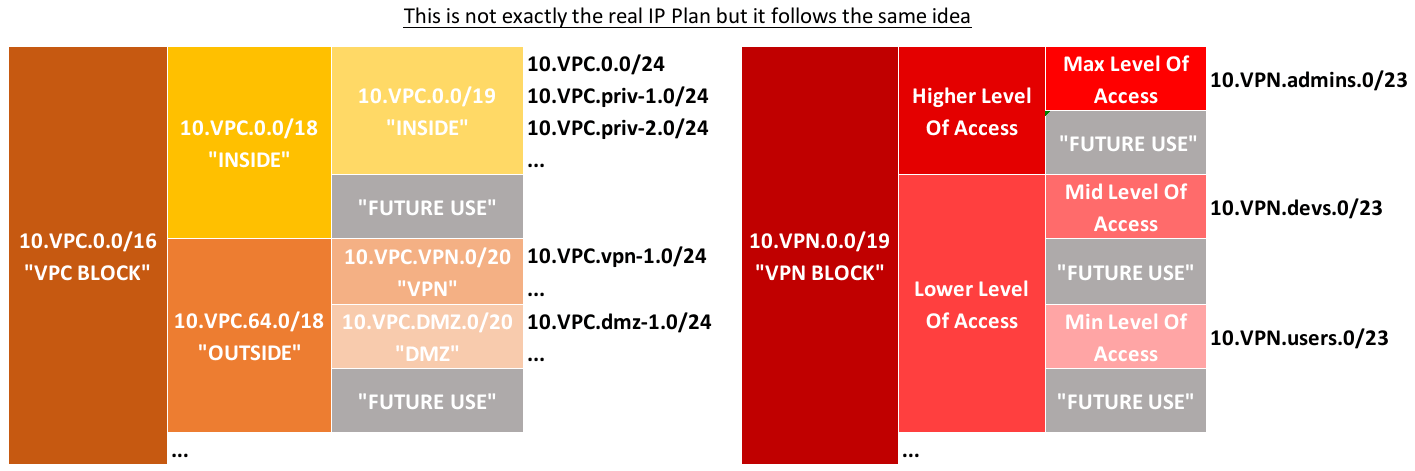 This is not exactly the real IP Plan but it follows the same idea
10.VPC.0.0/16
"VPC BLOCK"
10.VPC.0.0/18
"INSIDE"
10.VPC.0.0/19
"INSIDE"
10.VPC.0.0/24
10.VPC.priv-1.0/24
10.VPC.priv-2.0/24
...
"FUTURE USE"
10.VPC.64.0/18
"OUTSIDE"
10.VPC.VPN.0/20
"VPN"
10.VPC.vpn-1.0/24
...
10.VPC.DMZ.0/20
"DMZ"
10.VPC.dmz-1.0/24
...
"FUTURE USE"
...
10.VPN.0.0/19
"VPN BLOCK"
Higher Level
Of Access
Max Level Of
Access
10.VPN.admins.0/23
"FUTURE USE"
Lower Level
Of Access
Mid Level Of
Access
10.VPN.devs.0/23
"FUTURE USE"
Min Level Of
Access
10.VPN.users.0/23
"FUTURE USE"
...